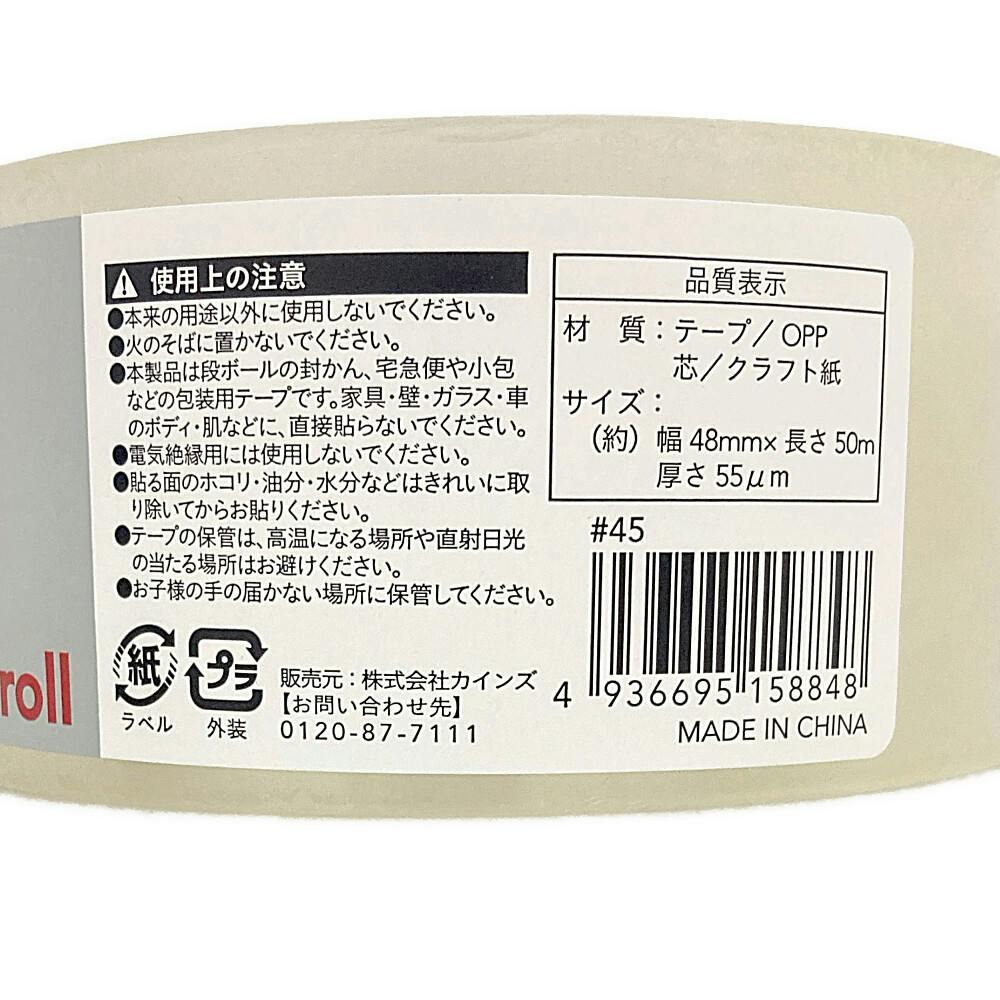 使用上の注意
●本来の用途以外に使用しないでください。
●火のそばに置かないでください。
●本製品は段ボールの封かん、宅急便や小包
などの包装用テープです。家具・壁・ガラス・車
のボディ・肌などに、直接貼らないでください。
●電気絶縁用には使用しないでください。
●貼る面のホコリ・油分・水分などはきれいに取
り除いてからお貼りください。
●テープの保管は、高温になる場所や直射日光
の当たる場所はお避けください。
●お子様の手の届かない場所に保管してください。
品質表示
材 質：テープ／OPP
芯／クラフト紙
サイズ：
（約）幅 48mm×長さ 50m
厚さ 55μm
#45
4 936695 158848
MADE IN CHINA
roll
紙
ラベル
プラ
外装
販売元：株式会社カインズ
【お問い合わせ先】
0120-87-7111